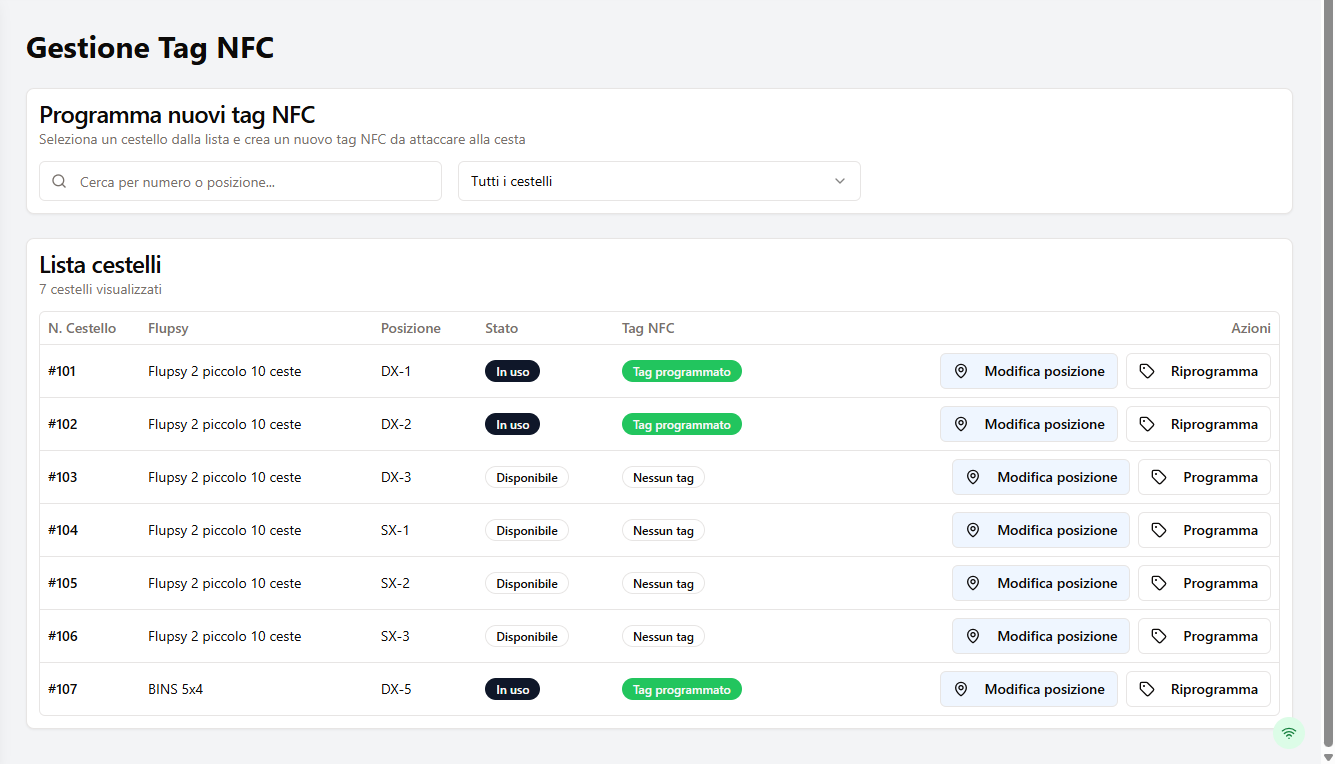 Gestione Tag NFC
Programma nuovi tag NFC
Seleziona un cestello dalla lista e crea un nuovo tag NFC da attaccare alla cesta
Cerca per numero o posizione... Tutti i cestelli
Lista cestelli
7 cestelli visualizzati
N. Cestello Flupsy Posizione Stato Tag NFC Azioni
#101 Flupsy 2 piccolo 10 ceste DX-1 In uso Tag programmato Modifica posizione Riprogramma
#102 Flupsy 2 piccolo 10 ceste DX-2 In uso Tag programmato Modifica posizione Riprogramma
#103 Flupsy 2 piccolo 10 ceste DX-3 Disponibile Nessun tag Modifica posizione Programma
#104 Flupsy 2 piccolo 10 ceste SX-1 Disponibile Nessun tag Modifica posizione Programma
#105 Flupsy 2 piccolo 10 ceste SX-2 Disponibile Nessun tag Modifica posizione Programma
#106 Flupsy 2 piccolo 10 ceste SX-3 Disponibile Nessun tag Modifica posizione Programma
#107 BINS 5x4 DX-5 In uso Tag programmato Modifica posizione Riprogramma